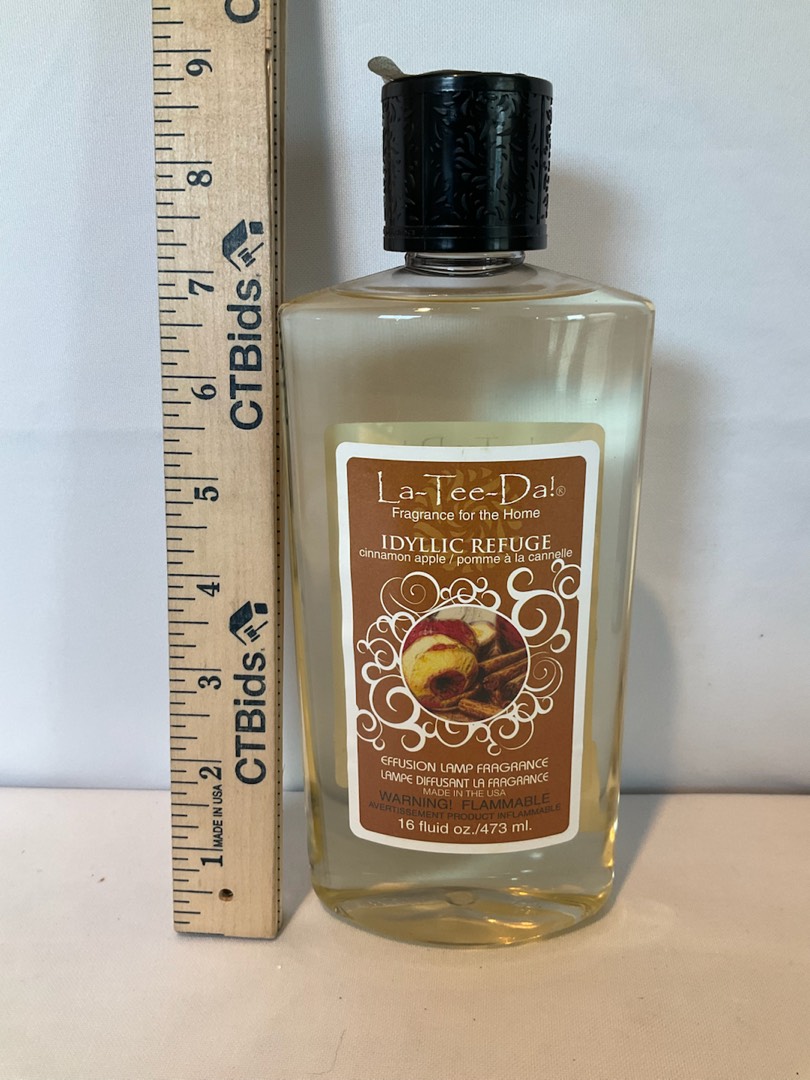 9
8
7
6
5
4
3
2
1
CTBids
CTBids
MADE IN USA
La-Tee-Da!®
Fragrance for the Home
IDYLLIC REFUGE
cinnamon apple / pomme à la cannelle
EFFUSION LAMP FRAGRANCE
LAMPE DIFFUSANT LA FRAGRANCE
MADE IN THE USA
WARNING! FLAMMABLE
AVERTISSEMENT PRODUCT INFLAMMABLE
16 fluid oz./473 ml.